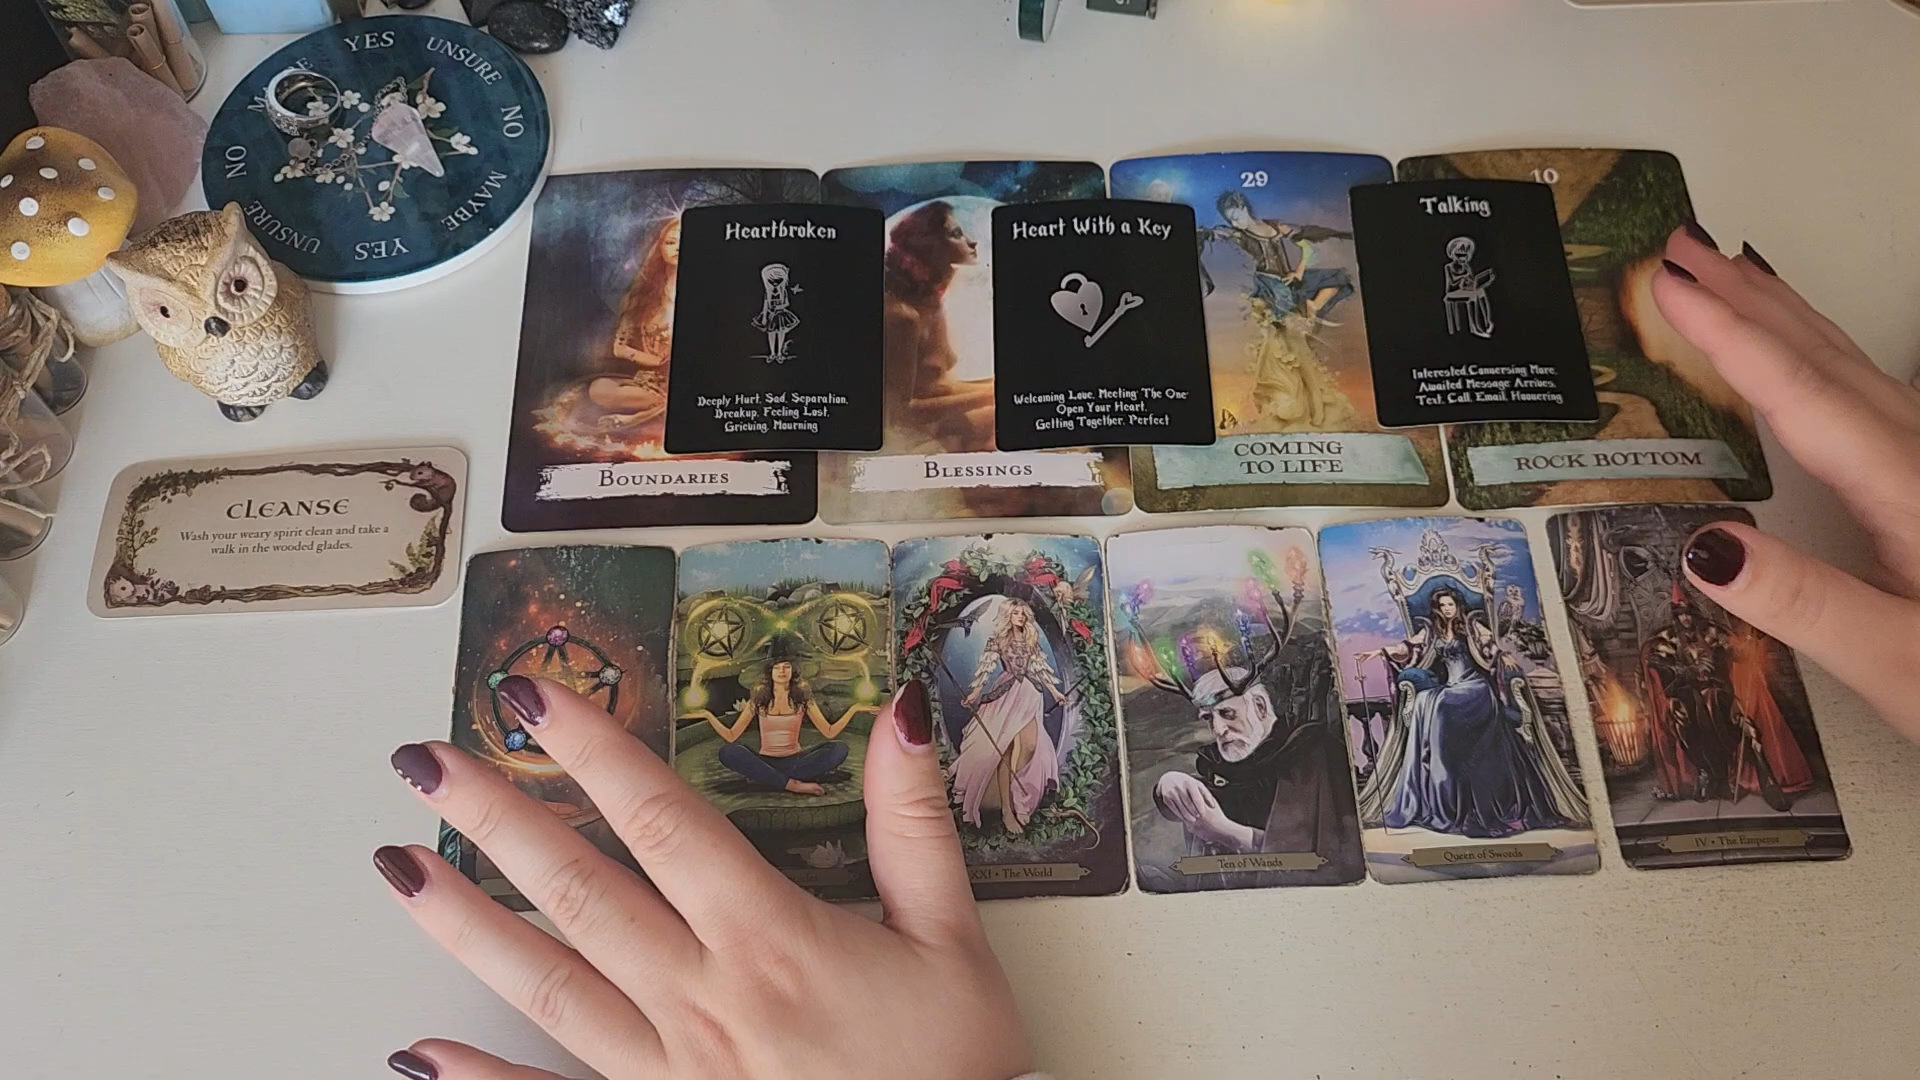 YES
UNSURE
NO
MAYBE
YES
UNSURE
NO
29
10
Heartbroken
Deeply Hurt, Sad, Separation,
Breakup, Feeling Lost,
Grieving, Mourning
Heart With a Key
Welcoming Love, Meeting The One
Open Your Heart,
Getting Together, Perfect
Talking
Interested, Conversing More,
Awaited Message Arrives,
Text, Call, Email, Hoovering
BOUNDARIES
BLESSINGS
COMING
TO LIFE
ROCK BOTTOM
CLEANSE
Wash your weary spirit clean and take a
walk in the wooded glades.
XXI • The World
Ten of Wands
Queen of Swords
IV • The Emperor